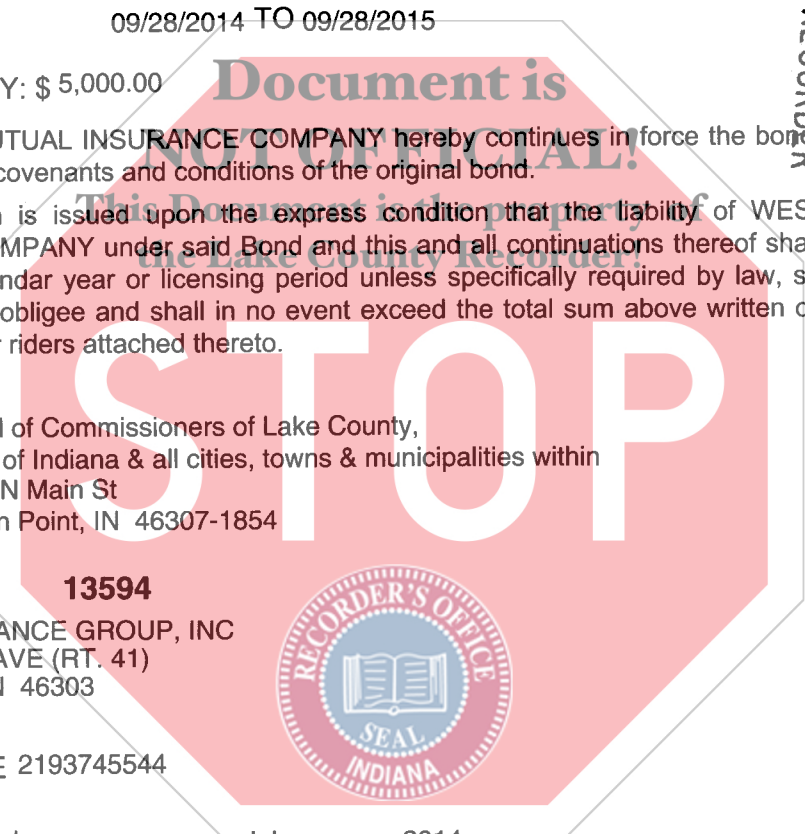 09/28/2014 TO 09/28/2015
RECORDER
Y: $ 5,000.00
Document is
NOT OFFICIAL!
This Document is the property of
the Lake County Recorder!
UTUAL INSURANCE COMPANY hereby continues in force the bond
covenants and conditions of the original bond.
is issued upon the express condition that the liability of WES
MPANY under said Bond and this and all continuations thereof sha
ndar year or licensing period unless specifically required by law, s
obligee and shall in no event exceed the total sum above written o
riders attached thereto.
STOP
of Commissioners of Lake County,
of Indiana & all cities, towns & municipalities within
N Main St
n Point, IN 46307-1854
13594
ANCE GROUP, INC
AVE (RT. 41)
N 46303
E 2193745544
RECORDER'S OFFICE
SEAL
INDIANA
2014